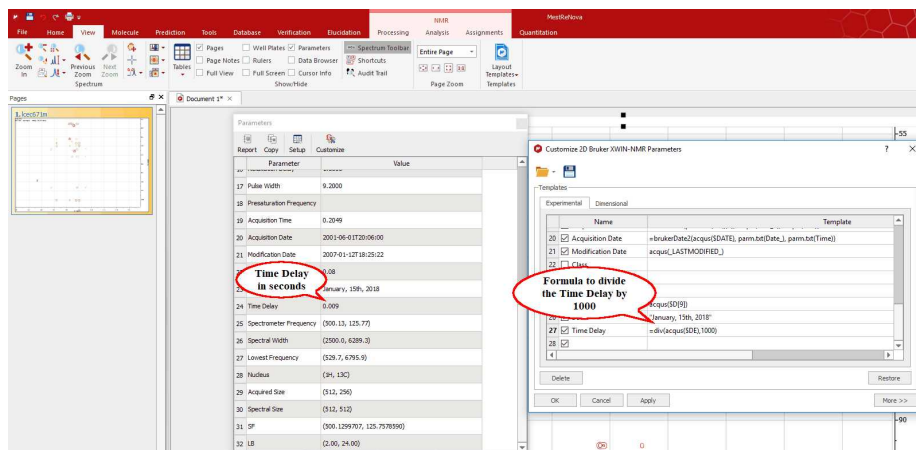 NMR
MestReNova
File Home View Molecule Prediction Tools Database Verification Elucidation Processing Analysis Assignments Quantitation
Zoom In
Previous Zoom
Next Zoom
Spectrum
Tables
Pages Well Plates Parameters
Page Notes Rulers Data Browser
Full View Full Screen Cursor Info
Spectrum Toolbar
Shortcuts
Audit Trail
Show/Hide
Entire Page
Page Zoom
Layout Templates
Templates
Pages
Document 1*
1. lcec071m
Parameters
Report Copy Setup Customize
Parameter Value
17 Pulse Width 9.2000
18 Presaturation Frequency
19 Acquisition Time 0.2049
20 Acquisition Date 2001-06-01T20:06:00
21 Modification Date 2007-01-12T18:25:22
0.08
January, 15th, 2018
24 Time Delay 0.009
25 Spectrometer Frequency (500.13, 125.77)
26 Spectral Width (2500.0, 6289.3)
27 Lowest Frequency (529.7, 6795.9)
28 Nucleus (1H, 13C)
29 Acquired Size (512, 256)
30 Spectral Size (512, 512)
31 SF (500.1299707, 125.7578590)
32 LB (2.00, 24.00)
Time Delay
in seconds
-55
Customize 2D Bruker XWIN-NMR Parameters ? X
Templates
Experimental Dimensional
Name Template
20 Acquisition Date =brukerDate2(acqus($DATE), parm.txt(Date_), parm.txt(Time))
21 Modification Date acqus(_LASTMODIFIED_)
22 Class
acqus($D[9])
"January, 15th, 2018"
27 Time Delay =div(acqus($DE),1000)
28
Formula to divide
the Time Delay by
1000
Delete Restore
OK Cancel Apply More >>
-90